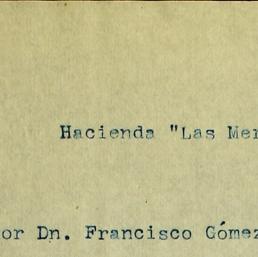 Hacienda "Las Mer
or Dn. Francisco Gómez